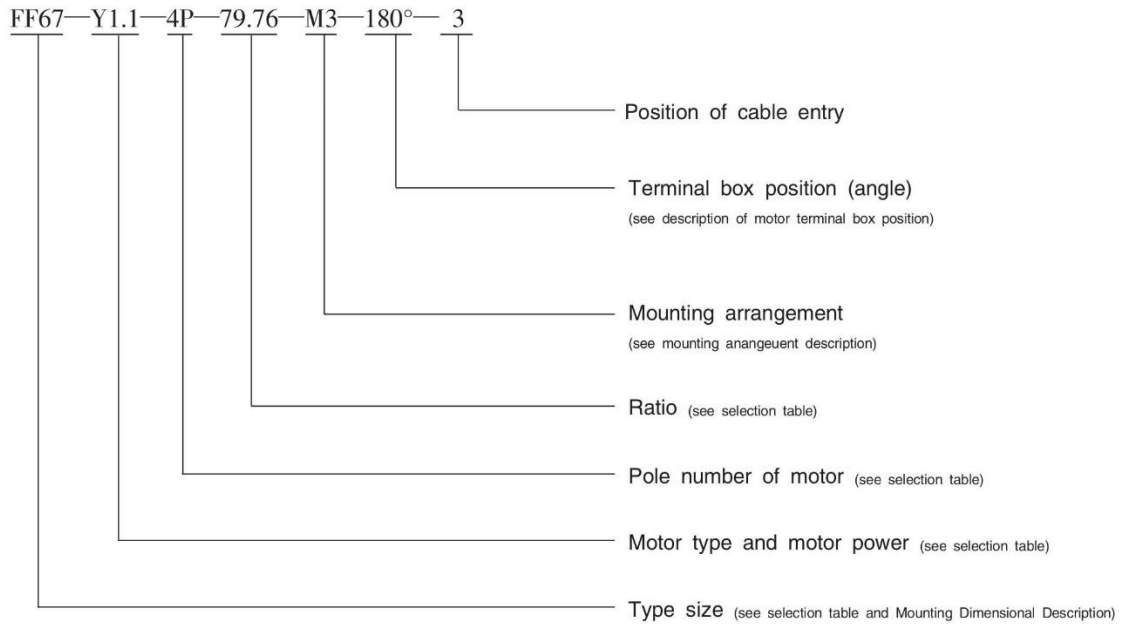 FF67—Y1.1—4P—79.76—M3—180°—3
Position of cable entry
Terminal box position (angle)
(see description of motor terminal box position)
Mounting arrangement
(see mounting anangeuent description)
Ratio (see selection table)
Pole number of motor (see selection table)
Motor type and motor power (see selection table)
Type size (see selection table and Mounting Dimensional Description)